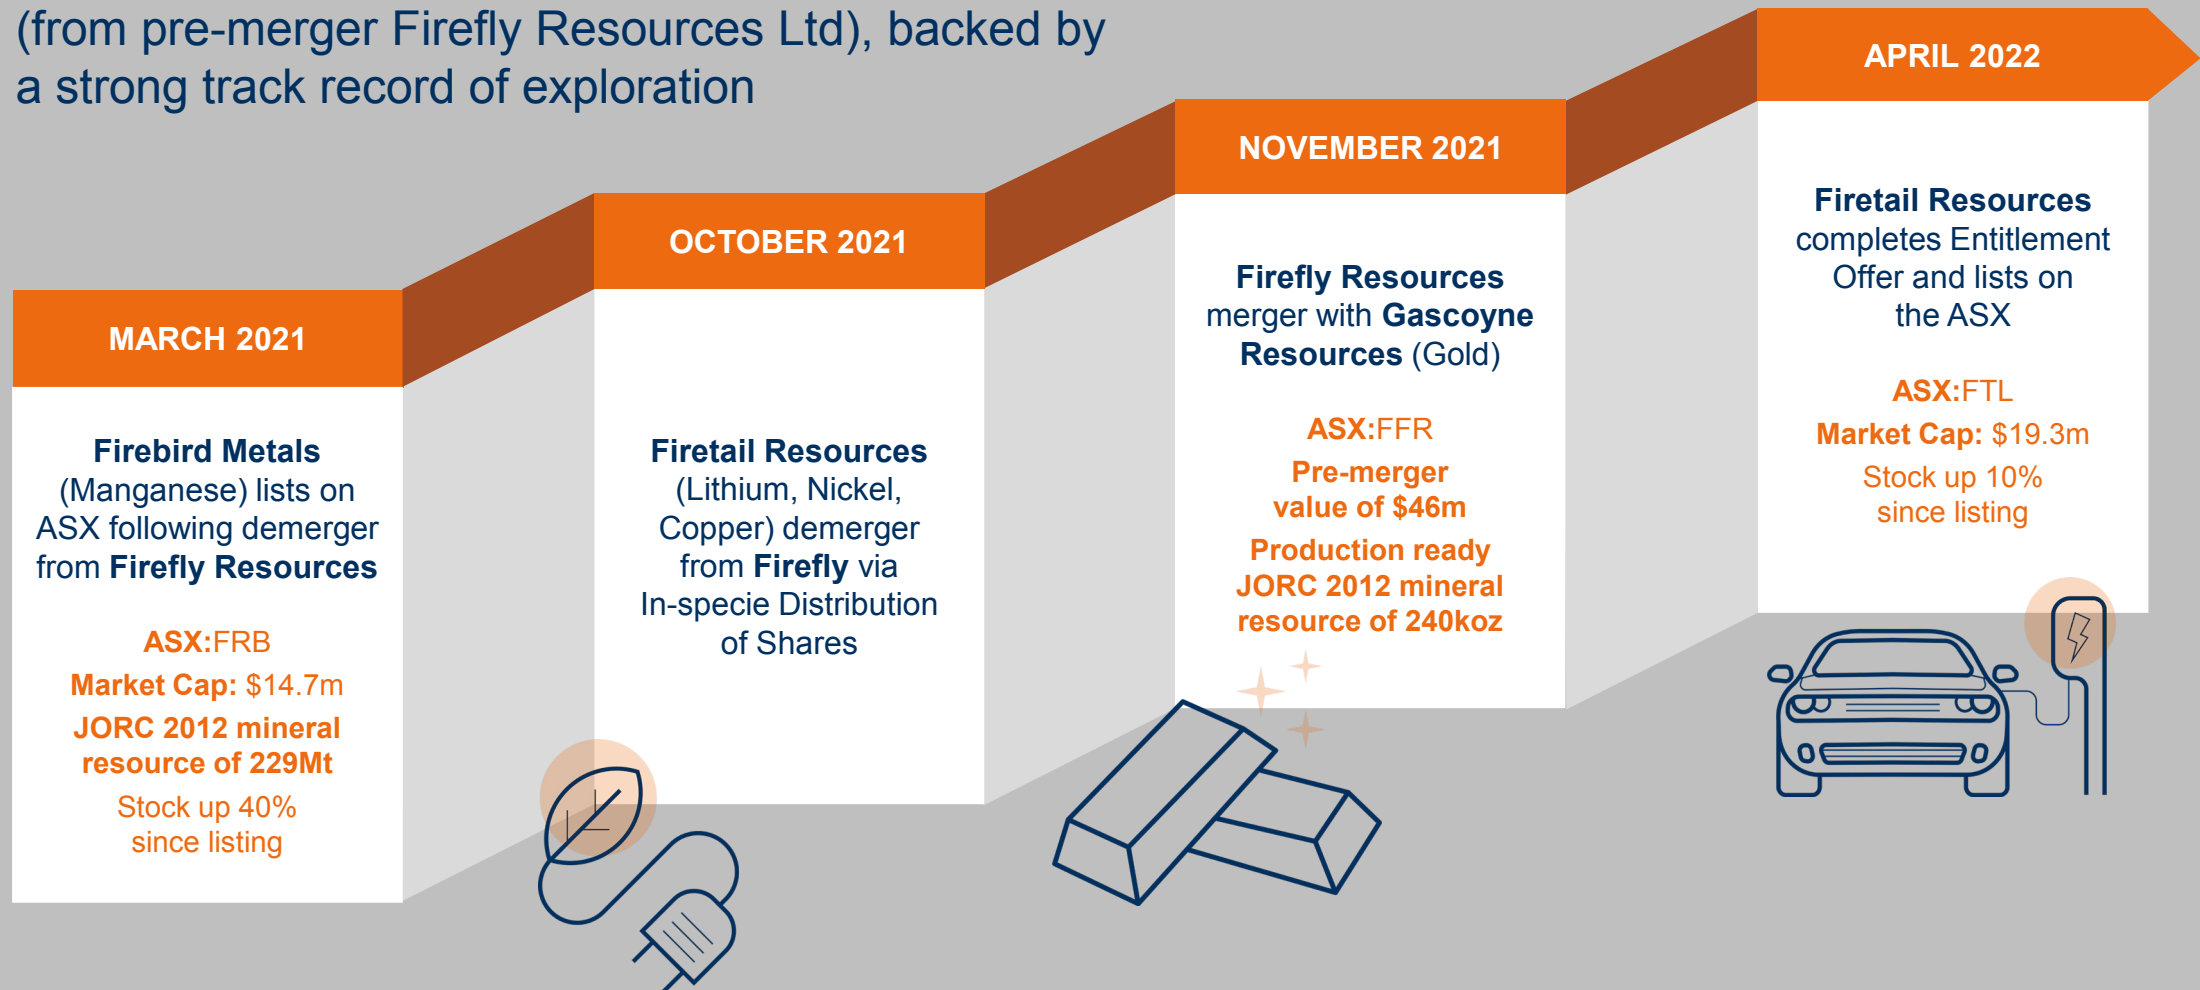 (from pre-merger Firefly Resources Ltd), backed by
a strong track record of exploration
MARCH 2021
Firebird Metals
(Manganese) lists on
ASX following demerger
from Firefly Resources
ASX:FRB
Market Cap: $14.7m
JORC 2012 mineral
resource of 229Mt
Stock up 40%
since listing
OCTOBER 2021
Firetail Resources
(Lithium, Nickel,
Copper) demerger
from Firefly via
In-specie Distribution
of Shares
NOVEMBER 2021
Firefly Resources
merger with Gascoyne
Resources (Gold)
ASX:FFR
Pre-merger
value of $46m
Production ready
JORC 2012 mineral
resource of 240koz
APRIL 2022
Firetail Resources
completes Entitlement
Offer and lists on
the ASX
ASX:FTL
Market Cap: $19.3m
Stock up 10%
since listing